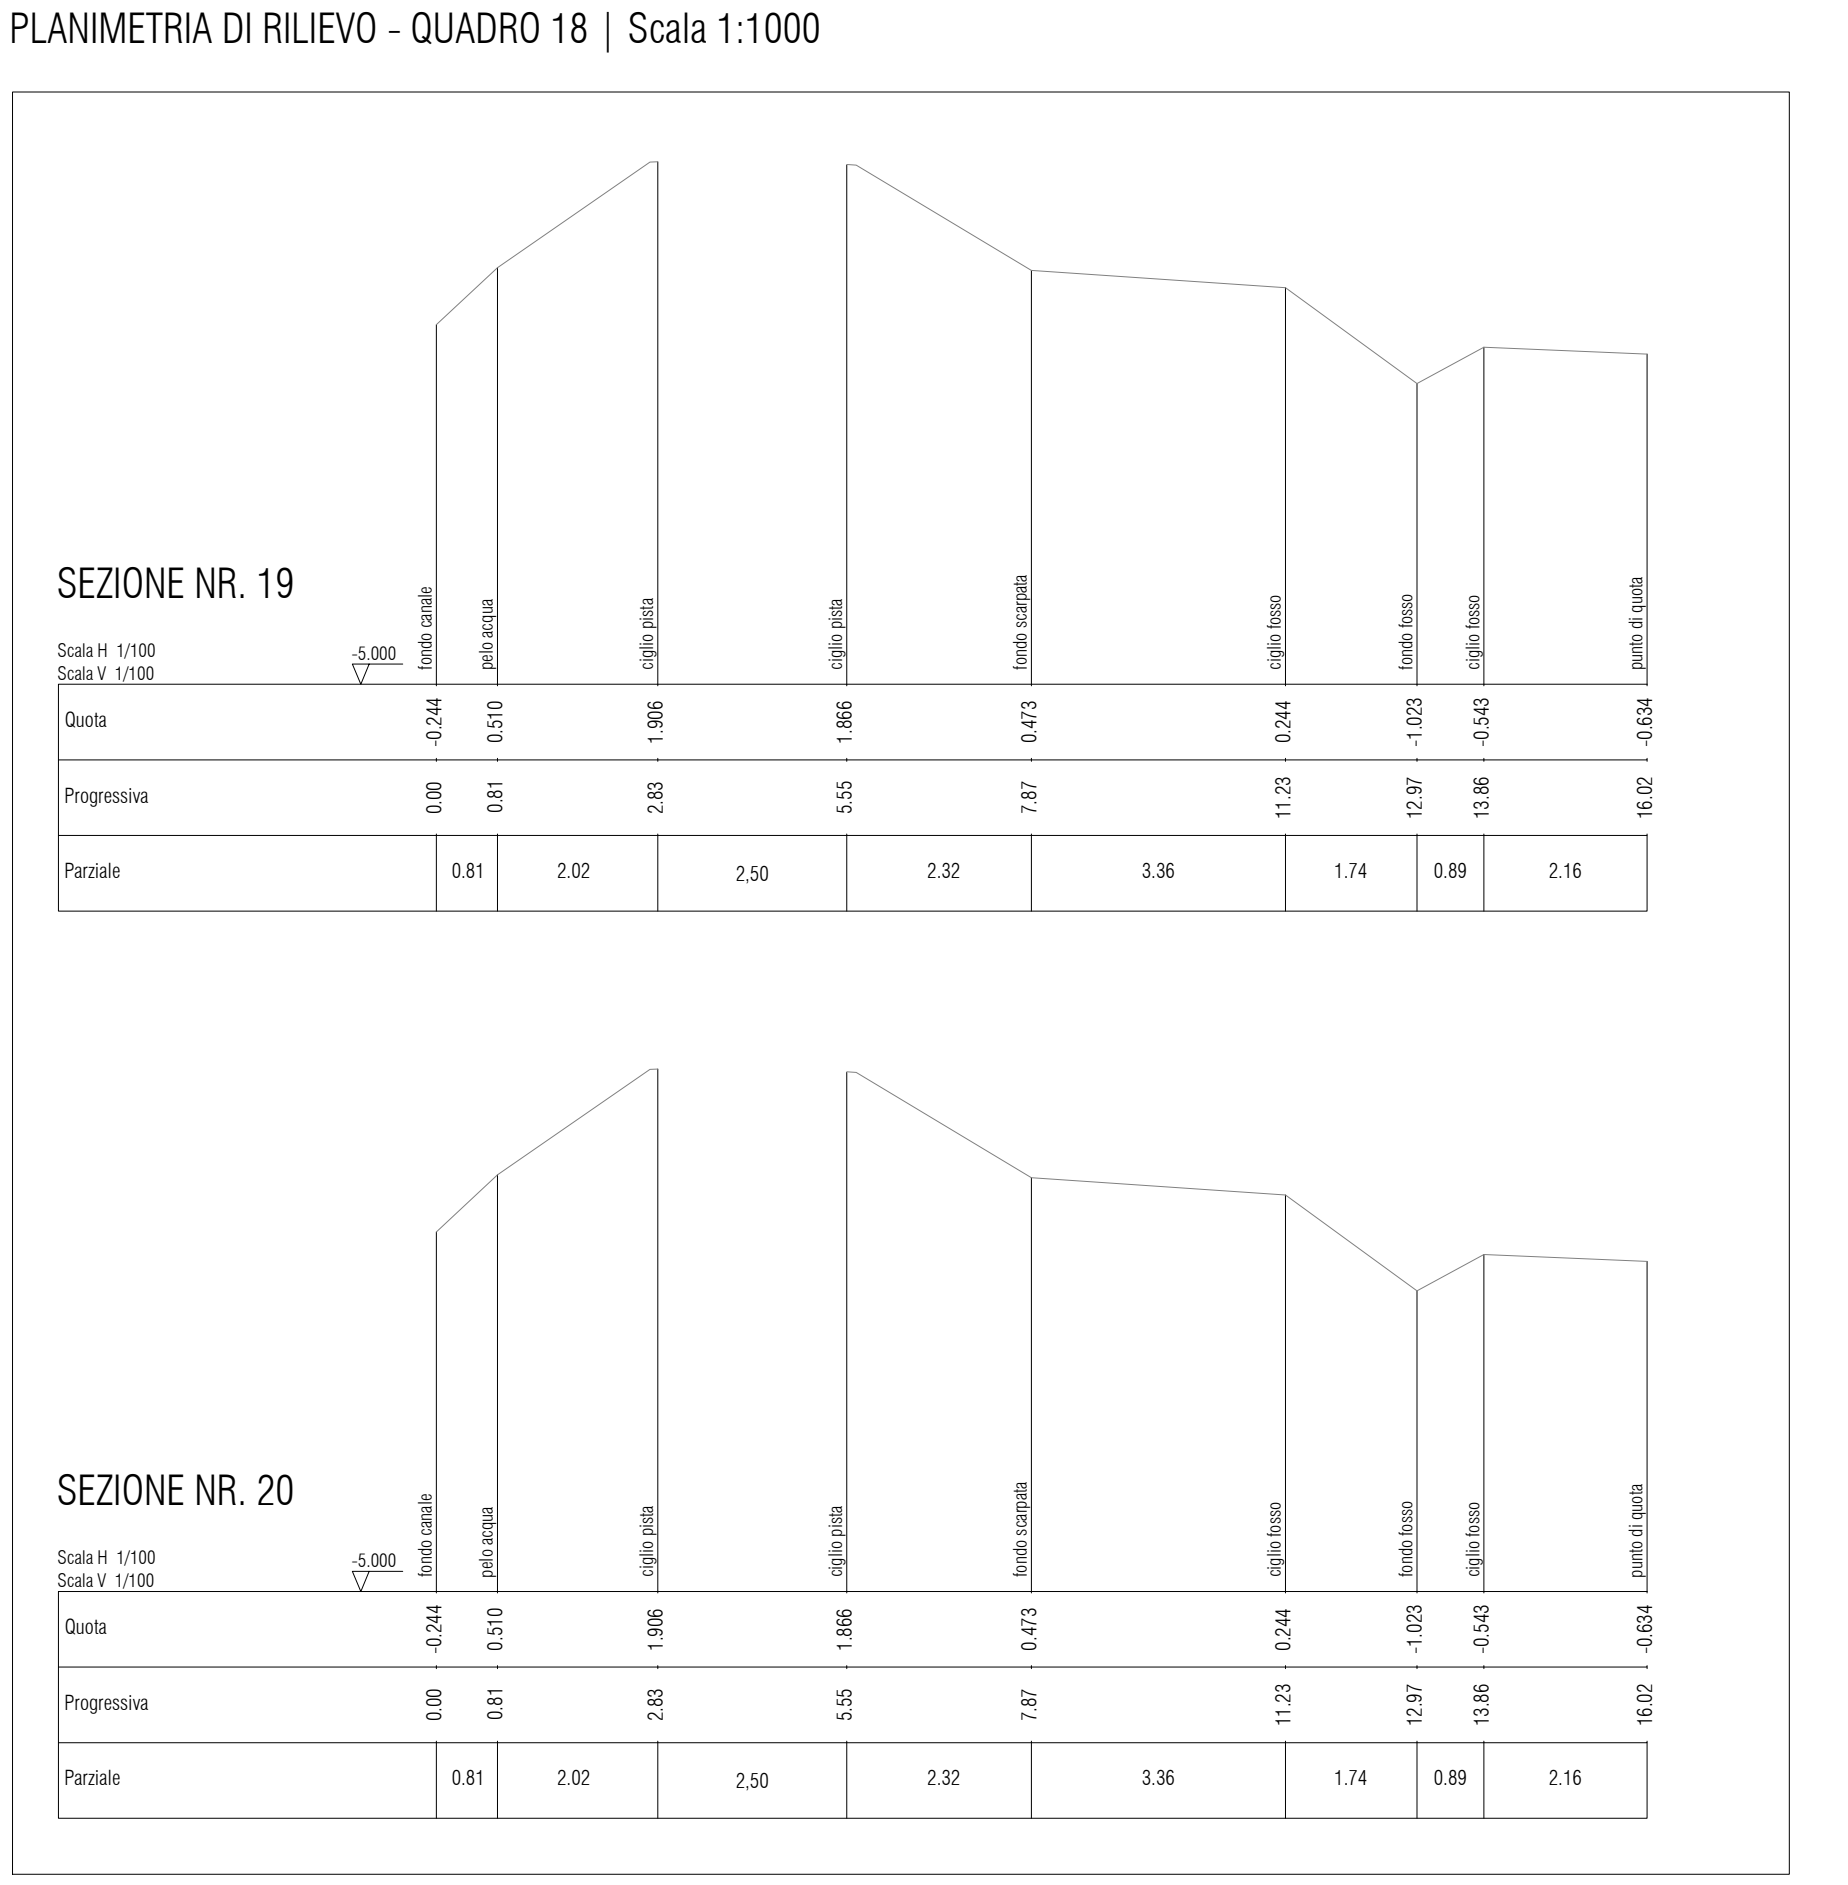 PLANIMETRIA DI RILIEVO - QUADRO 18 | Scala 1:1000
SEZIONE NR. 19
Scala H 1/100
Scala V 1/100
-5.000
fondo canale
pelo acqua
ciglio pista
ciglio pista
fondo scarpata
ciglio fosso
fondo fosso
ciglio fosso
punto di quota
Quota -0.244 0.510 1.906 1.866 0.473 0.244 -1.023 -0.543 -0.634
Progressiva 0.00 0.81 2.83 5.55 7.87 11.23 12.97 13.86 16.02
Parziale 0.81 2.02 2,50 2.32 3.36 1.74 0.89 2.16
SEZIONE NR. 20
Scala H 1/100
Scala V 1/100
-5.000
fondo canale
pelo acqua
ciglio pista
ciglio pista
fondo scarpata
ciglio fosso
fondo fosso
ciglio fosso
punto di quota
Quota -0.244 0.510 1.906 1.866 0.473 0.244 -1.023 -0.543 -0.634
Progressiva 0.00 0.81 2.83 5.55 7.87 11.23 12.97 13.86 16.02
Parziale 0.81 2.02 2,50 2.32 3.36 1.74 0.89 2.16